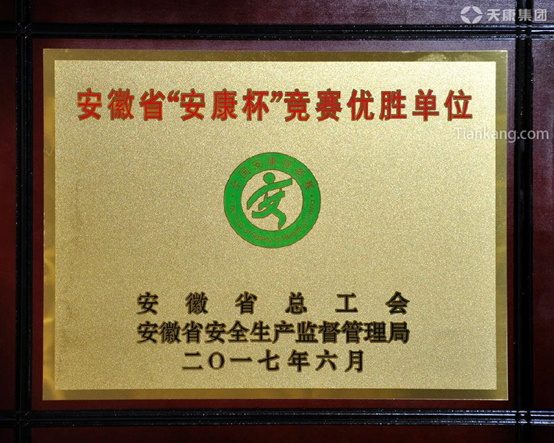 天康集团
Tiankang.com
安徽省“安康杯”竞赛优胜单位
安
安徽省总工会
安徽省安全生产监督管理局
二〇一七年六月